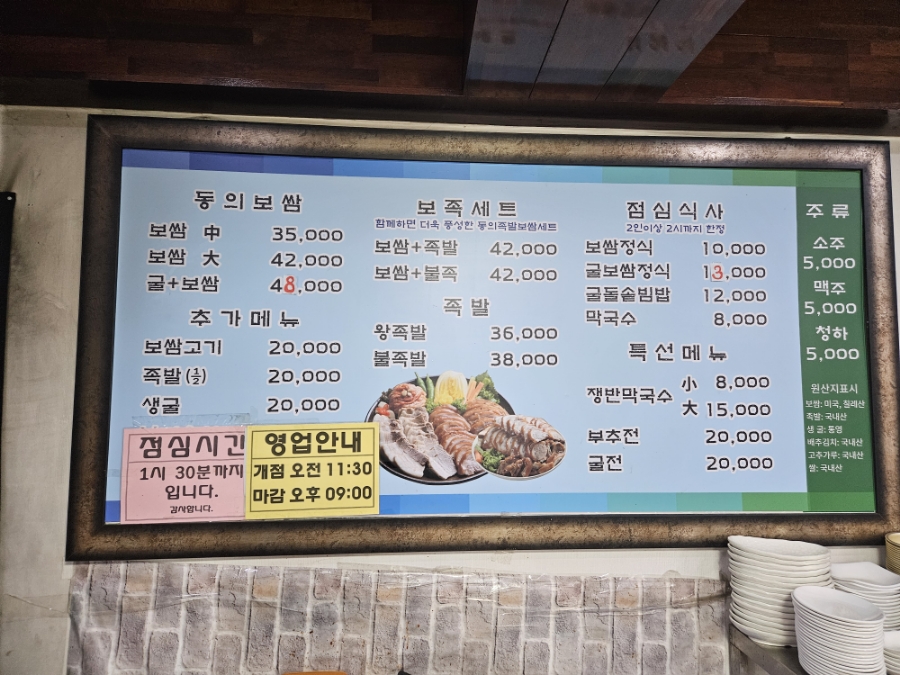 동의보쌈
보쌈 中 35,000
보쌈 大 42,000
굴+보쌈 48,000
추가메뉴
보쌈고기 20,000
족발(½) 20,000
생굴 20,000
점심시간
1시 30분까지
입니다.
감사합니다.
영업안내
개점 오전 11:30
마감 오후 09:00
보족세트
함께하면 더욱 풍성한 동의족발보쌈세트
보쌈+족발 42,000
보쌈+불족 42,000
족발
왕족발 36,000
불족발 38,000
점심식사
2인이상 2시까지 한정
보쌈정식 10,000
굴보쌈정식 13,000
굴돌솥빔밥 12,000
막국수 8,000
특선메뉴
쟁반막국수 小 8,000
大 15,000
부추전 20,000
굴전 20,000
주류
소주
5,000
맥주
5,000
청하
5,000
원산지표시
보쌈: 미국, 칠레산
족발: 국내산
생 굴: 통영
배추김치: 국내산
고추가루: 국내산
쌀: 국내산